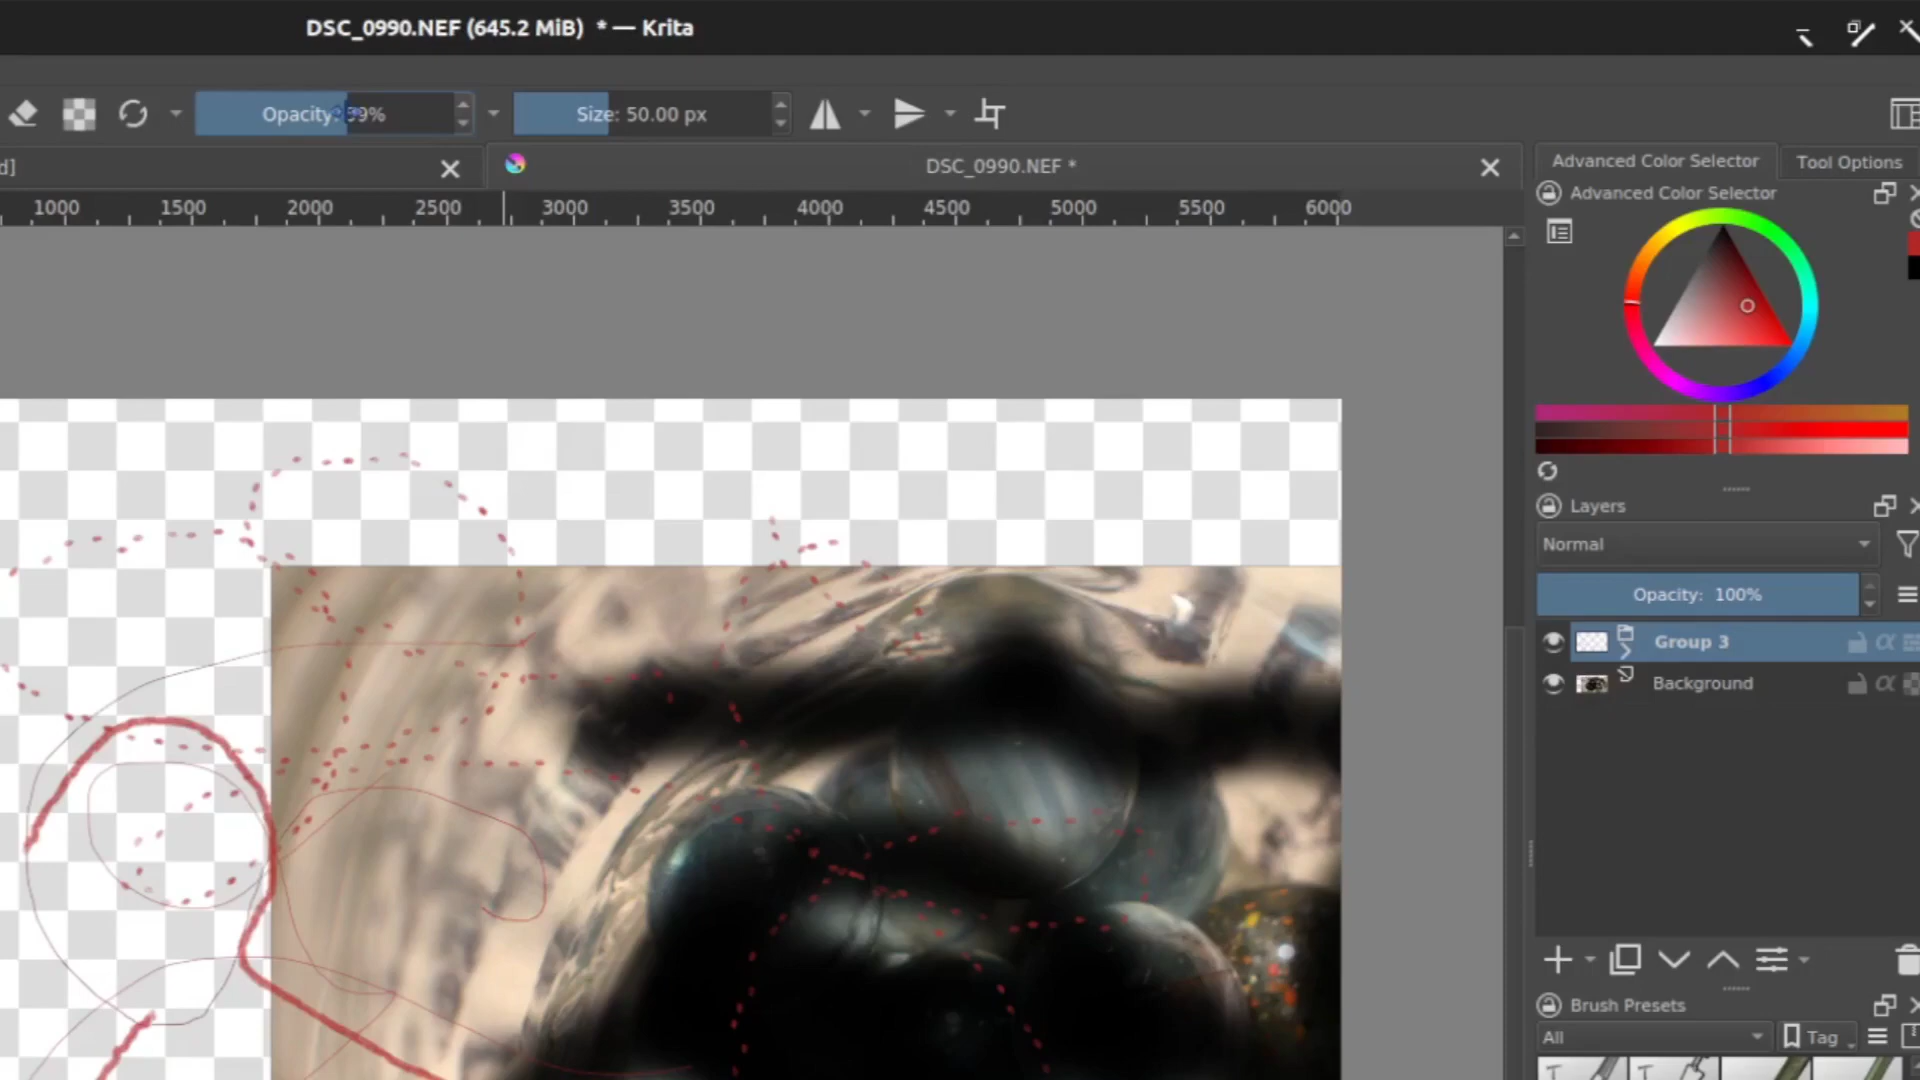 DSC_0990.NEF (645.2 MiB) * — Krita
Opacity: 59% Size: 50.00 px
d] DSC_0990.NEF *
Advanced Color Selector Tool Options
1000 1500 2000 2500 3000 3500 4000 4500 5000 5500 6000
Advanced Color Selector
Layers
Normal
Opacity: 100%
Group 3
Background
Brush Presets
All Tag